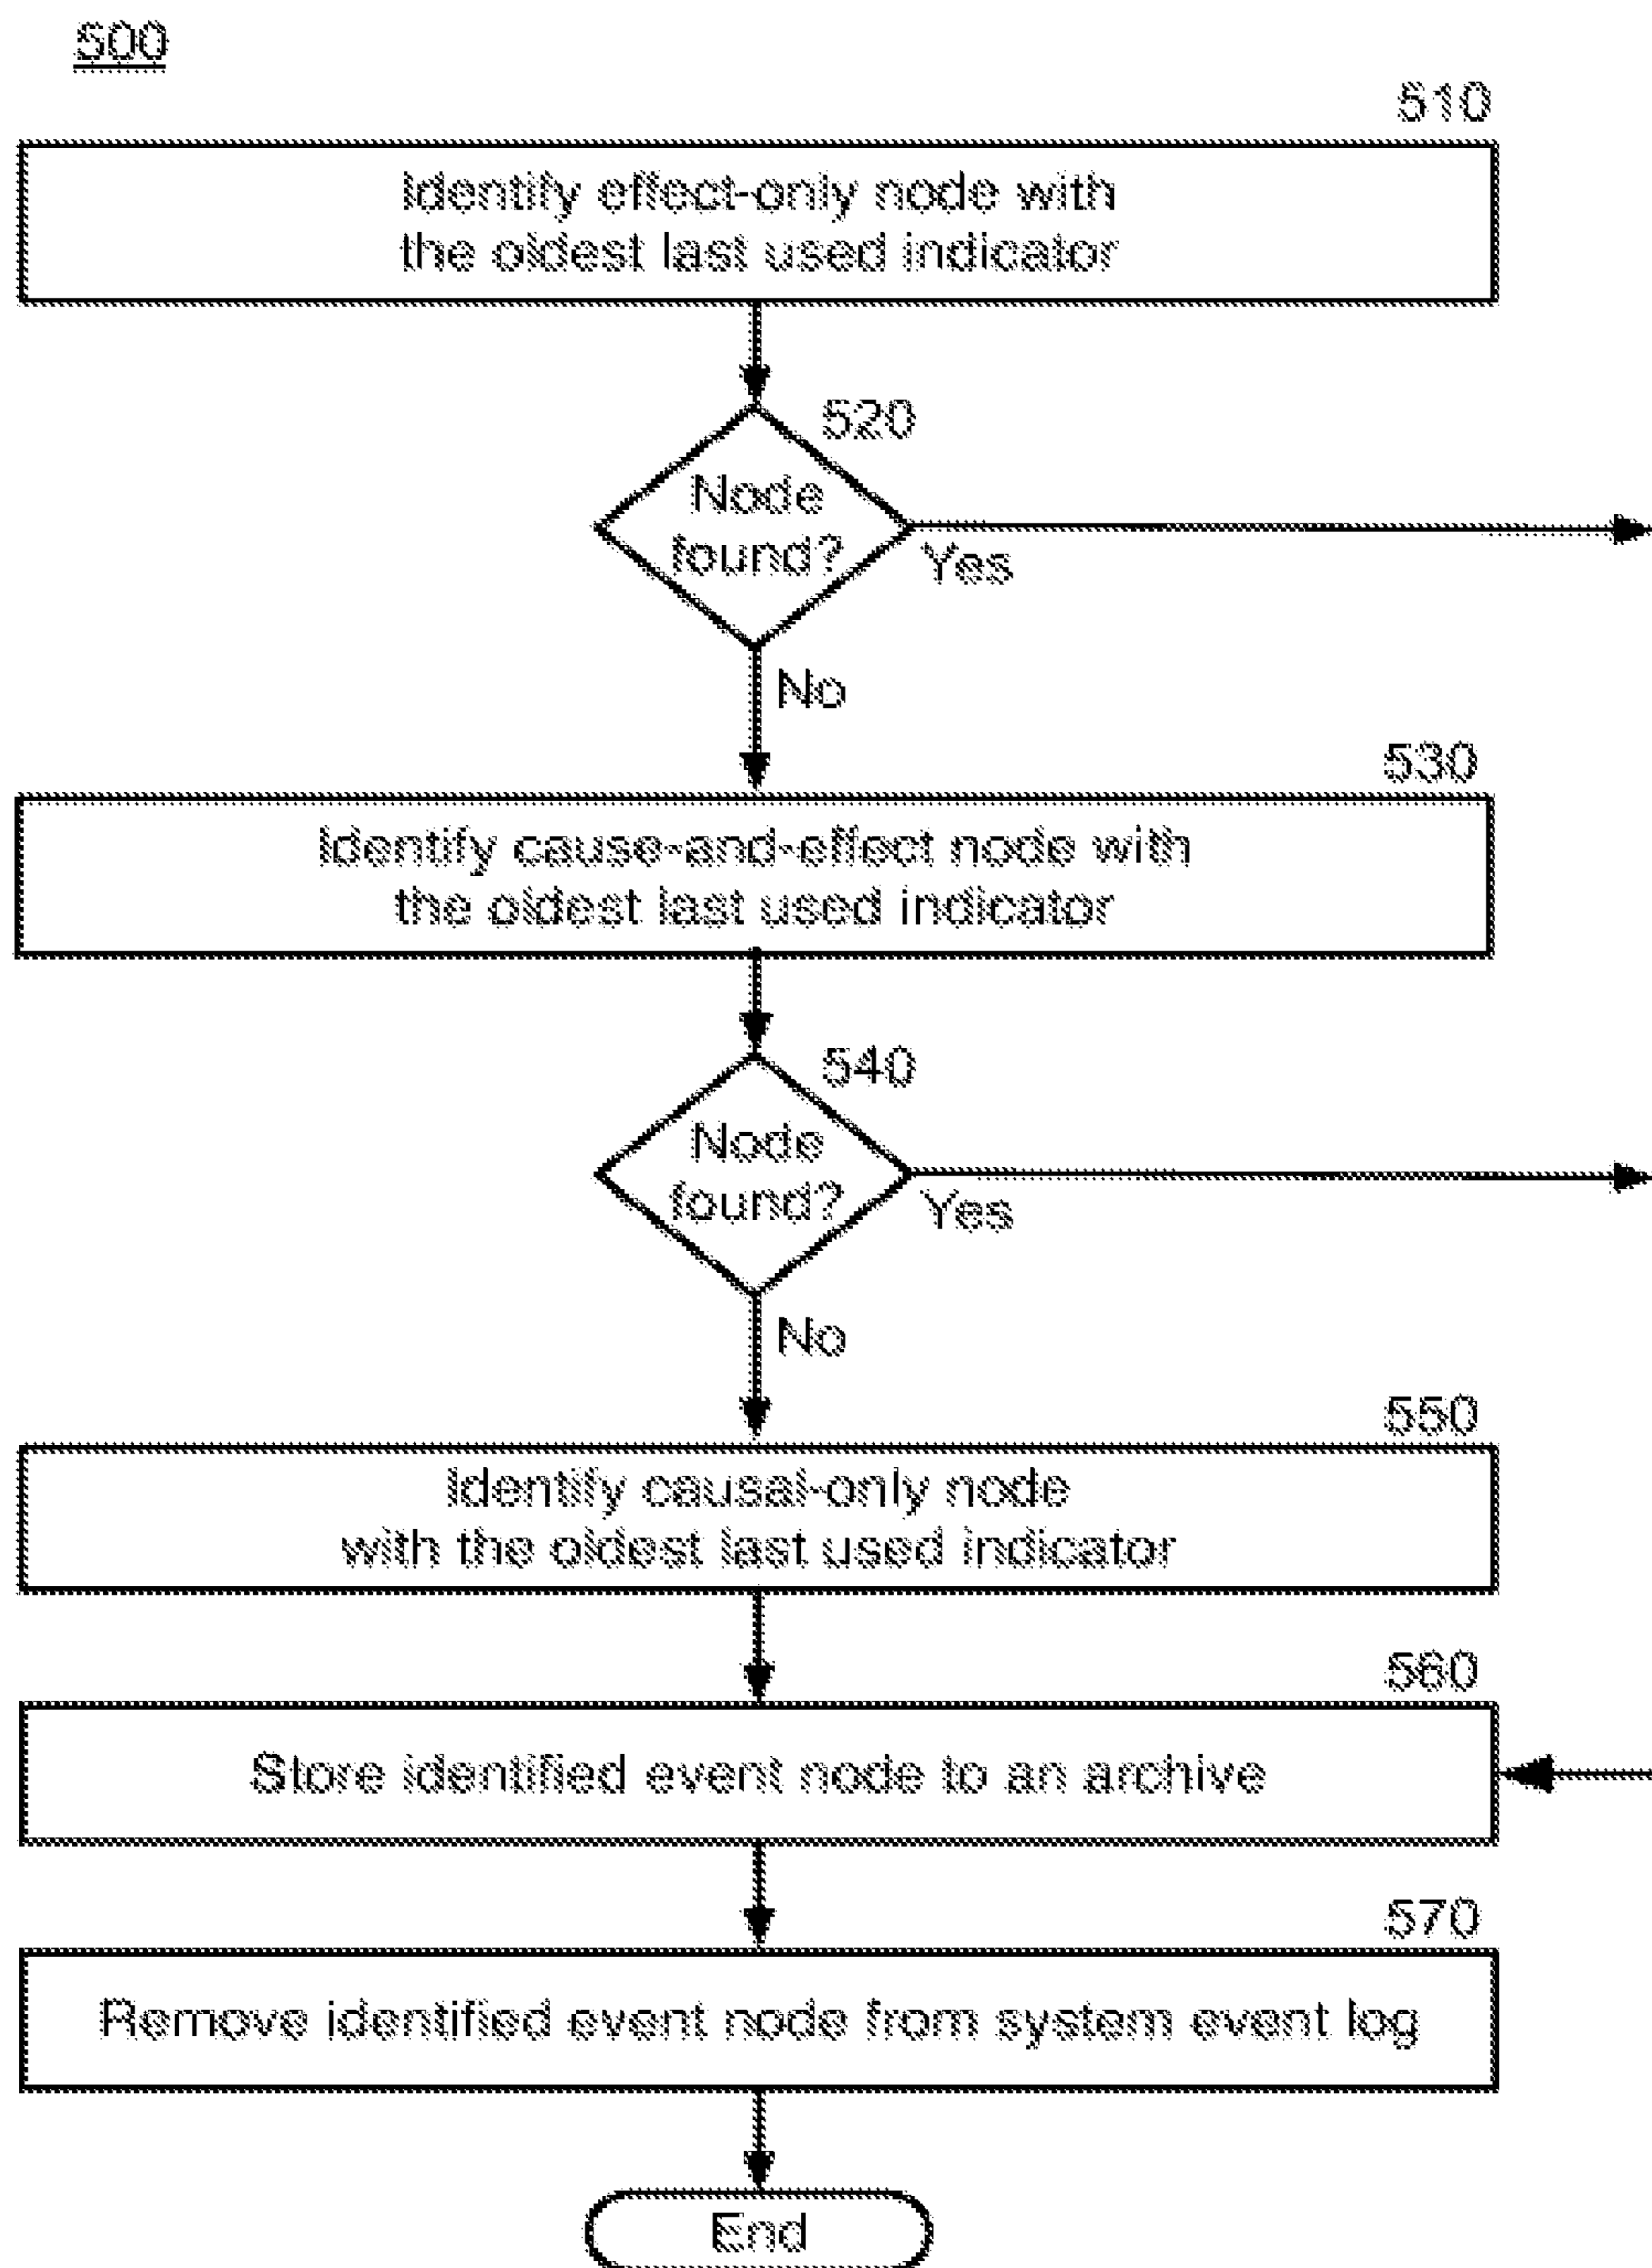 500
510
Identify effect-only node with
the oldest last used indicator
520
Node
found?
Yes
No
530
Identify cause-and-effect node with
the oldest last used indicator
540
Node
found?
Yes
No
550
Identify causal-only node
with the oldest last used indicator
560
Store identified event node to an archive
570
Remove identified event node from system event log
End